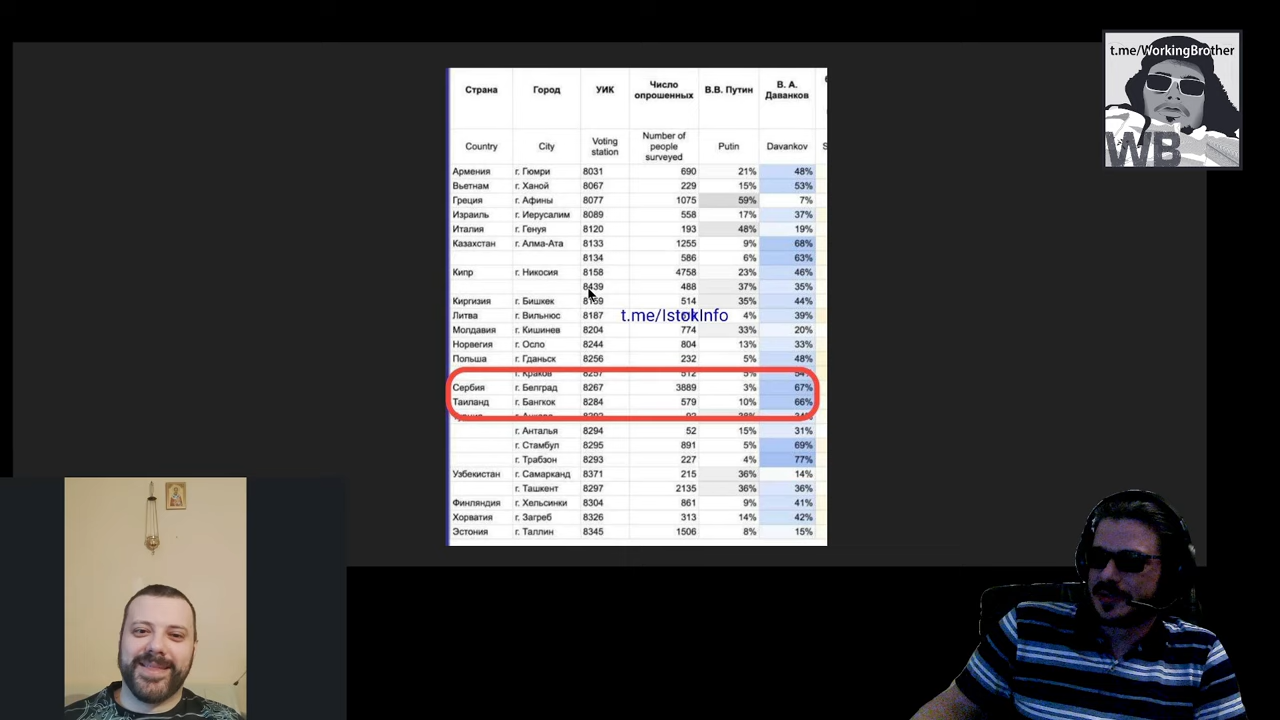 t.me/WorkingBrother
WB
Страна Город УИК Число опрошенных В.В. Путин В. А. Даванков
Country City Voting station Number of people surveyed Putin Davankov
Армения г. Гюмри 8031 690 21% 48%
Вьетнам г. Ханой 8067 229 15% 53%
Греция г. Афины 8077 1075 59% 7%
Израиль г. Иерусалим 8089 558 17% 37%
Италия г. Генуя 8120 193 48% 19%
Казахстан г. Алма-Ата 8133 1255 9% 68%
8134 586 6% 63%
Кипр г. Никосия 8158 4758 23% 46%
8439 488 37% 35%
Киргизия г. Бишкек 8159 514 35% 44%
Литва г. Вильнюс 8187 4% 39%
t.me/IstokInfo
Молдавия г. Кишинев 8204 774 33% 20%
Норвегия г. Осло 8244 804 13% 33%
Польша г. Гданьск 8256 232 5% 48%
г. Краков 8257 512 5% 54%
Сербия г. Белград 8267 3889 3% 67%
Таиланд г. Бангкок 8284 579 10% 66%
г. Анталья 8294 52 15% 31%
г. Стамбул 8295 891 5% 69%
г. Трабзон 8293 227 4% 77%
Узбекистан г. Самарканд 8371 215 36% 14%
г. Ташкент 8297 2135 36% 36%
Финляндия г. Хельсинки 8304 861 9% 41%
Хорватия г. Загреб 8326 313 14% 42%
Эстония г. Таллин 8345 1506 8% 15%